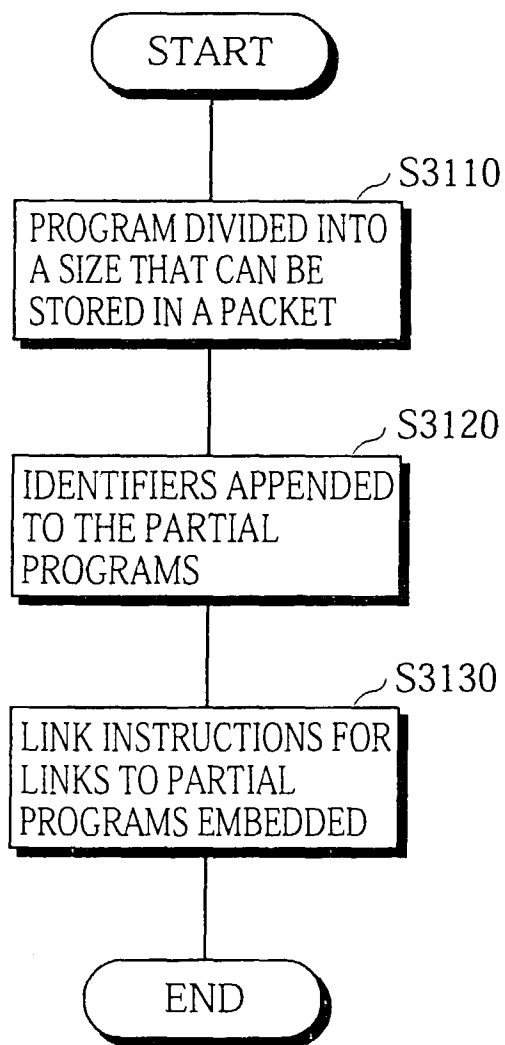 START
S3110
PROGRAM DIVIDED INTO
A SIZE THAT CAN BE
STORED IN A PACKET
S3120
IDENTIFIERS APPENDED
TO THE PARTIAL
PROGRAMS
S3130
LINK INSTRUCTIONS FOR
LINKS TO PARTIAL
PROGRAMS EMBEDDED
END